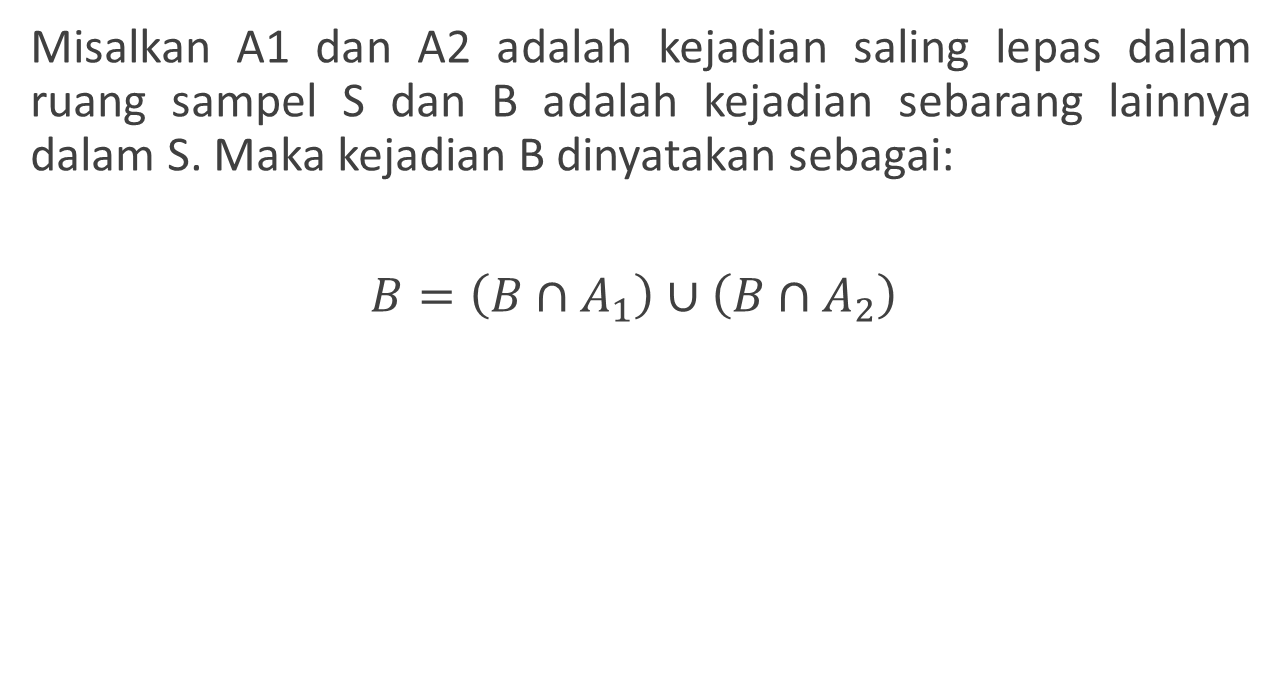 Misalkan A1 dan A2 adalah kejadian saling lepas dalam
ruang sampel S dan B adalah kejadian sebarang lainnya
dalam S. Maka kejadian B dinyatakan sebagai:
𝐵 = (𝐵 ∩ 𝐴₁) ∪ (𝐵 ∩ 𝐴₂)